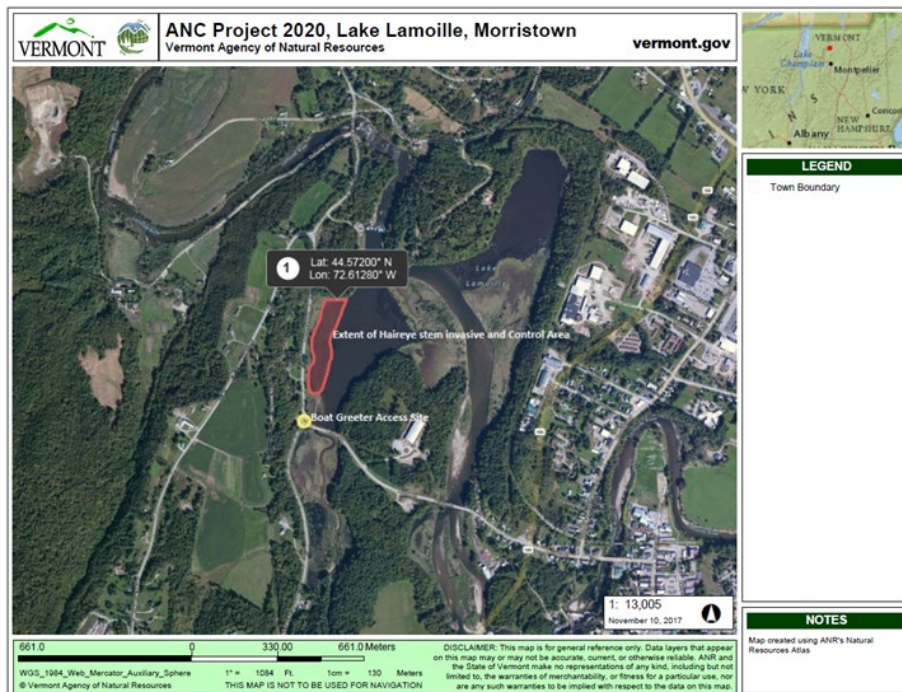 VERMONT
ANC Project 2020, Lake Lamoille, Morristown
Vermont Agency of Natural Resources
vermont.gov
VERMONT
Lake
Champlain
Montpelier
W YORK
NEW
HAMPSHIRE
Concor
Albany
LEGEND
Town Boundary
1
Lat: 44.57200° N
Lon: 72.61280° W
Lake
Lamoille
Extent of Haireye stem invasive and Control Area
Boat Greeter Access Site
1: 13,005
November 10, 2017
NOTES
Map created using ANR's Natural
Resources Atlas
661.0 0 330.00 661.0 Meters
WGS_1984_Web_Mercator_Auxiliary_Sphere 1" = 1084 Ft. 1cm = 130 Meters
© Vermont Agency of Natural Resources THIS MAP IS NOT TO BE USED FOR NAVIGATION
DISCLAIMER: This map is for general reference only. Data layers that appear
on this map may or may not be accurate, current, or otherwise reliable. ANR and
the State of Vermont make no representations of any kind, including but not
limited to, the warranties of merchantability, or fitness for a particular use, nor
are any such warranties to be implied with respect to the data on this map.